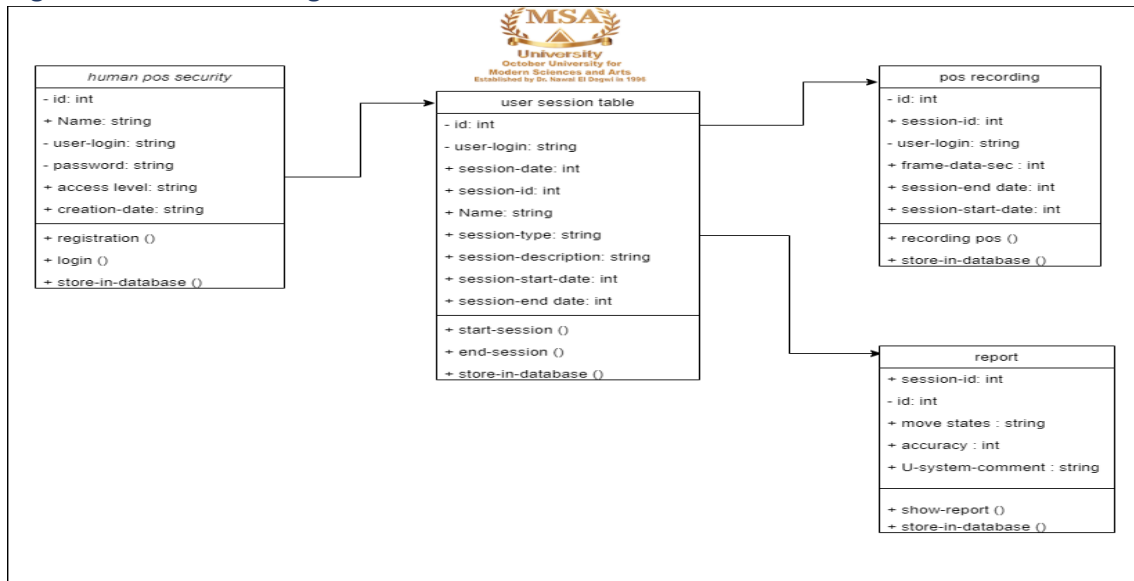 MSA
University
October University for
Modern Sciences and Arts
Established by Dr. Nawal El Degwi in 1996
human pos security
- id: int
+ Name: string
- user-login: string
- password: string
+ access level: string
+ creation-date: string
+ registration ()
+ login ()
+ store-in-database ()
user session table
- id: int
- user-login: string
+ session-date: int
+ session-id: int
+ Name: string
+ session-type: string
+ session-description: string
+ session-start-date: int
+ session-end date: int
+ start-session ()
+ end-session ()
+ store-in-database ()
pos recording
- id: int
+ session-id: int
- user-login: string
+ frame-data-sec : int
+ session-end date: int
+ session-start-date: int
+ recording pos ()
+ store-in-database ()
report
+ session-id: int
- id: int
+ move states : string
+ accuracy : int
+ U-system-comment : string
+ show-report ()
+ store-in-database ()